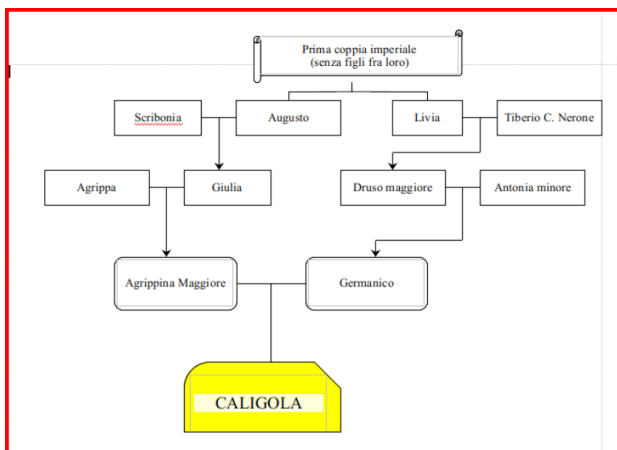 Prima coppia imperiale
(senza figli fra loro)
Scribonia
Augusto
Livia
Tiberio C. Nerone
Agrippa
Giulia
Druso maggiore
Antonia minore
Agrippina Maggiore
Germanico
CALIGOLA